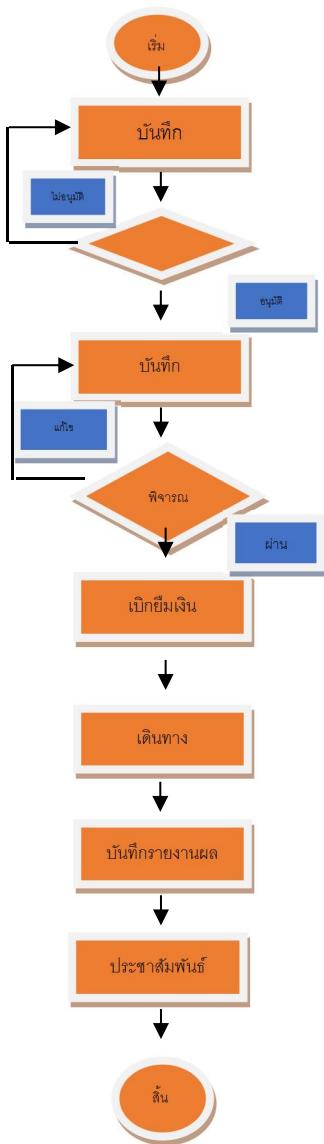 เริ่ม
บันทึก
ไม่อนุมัติ
อนุมัติ
บันทึก
แก้ไข
พิจารณ
ผ่าน
เบิกยืมเงิน
เดินทาง
บันทึกรายงานผล
ประชาสัมพันธ์
สิ้น